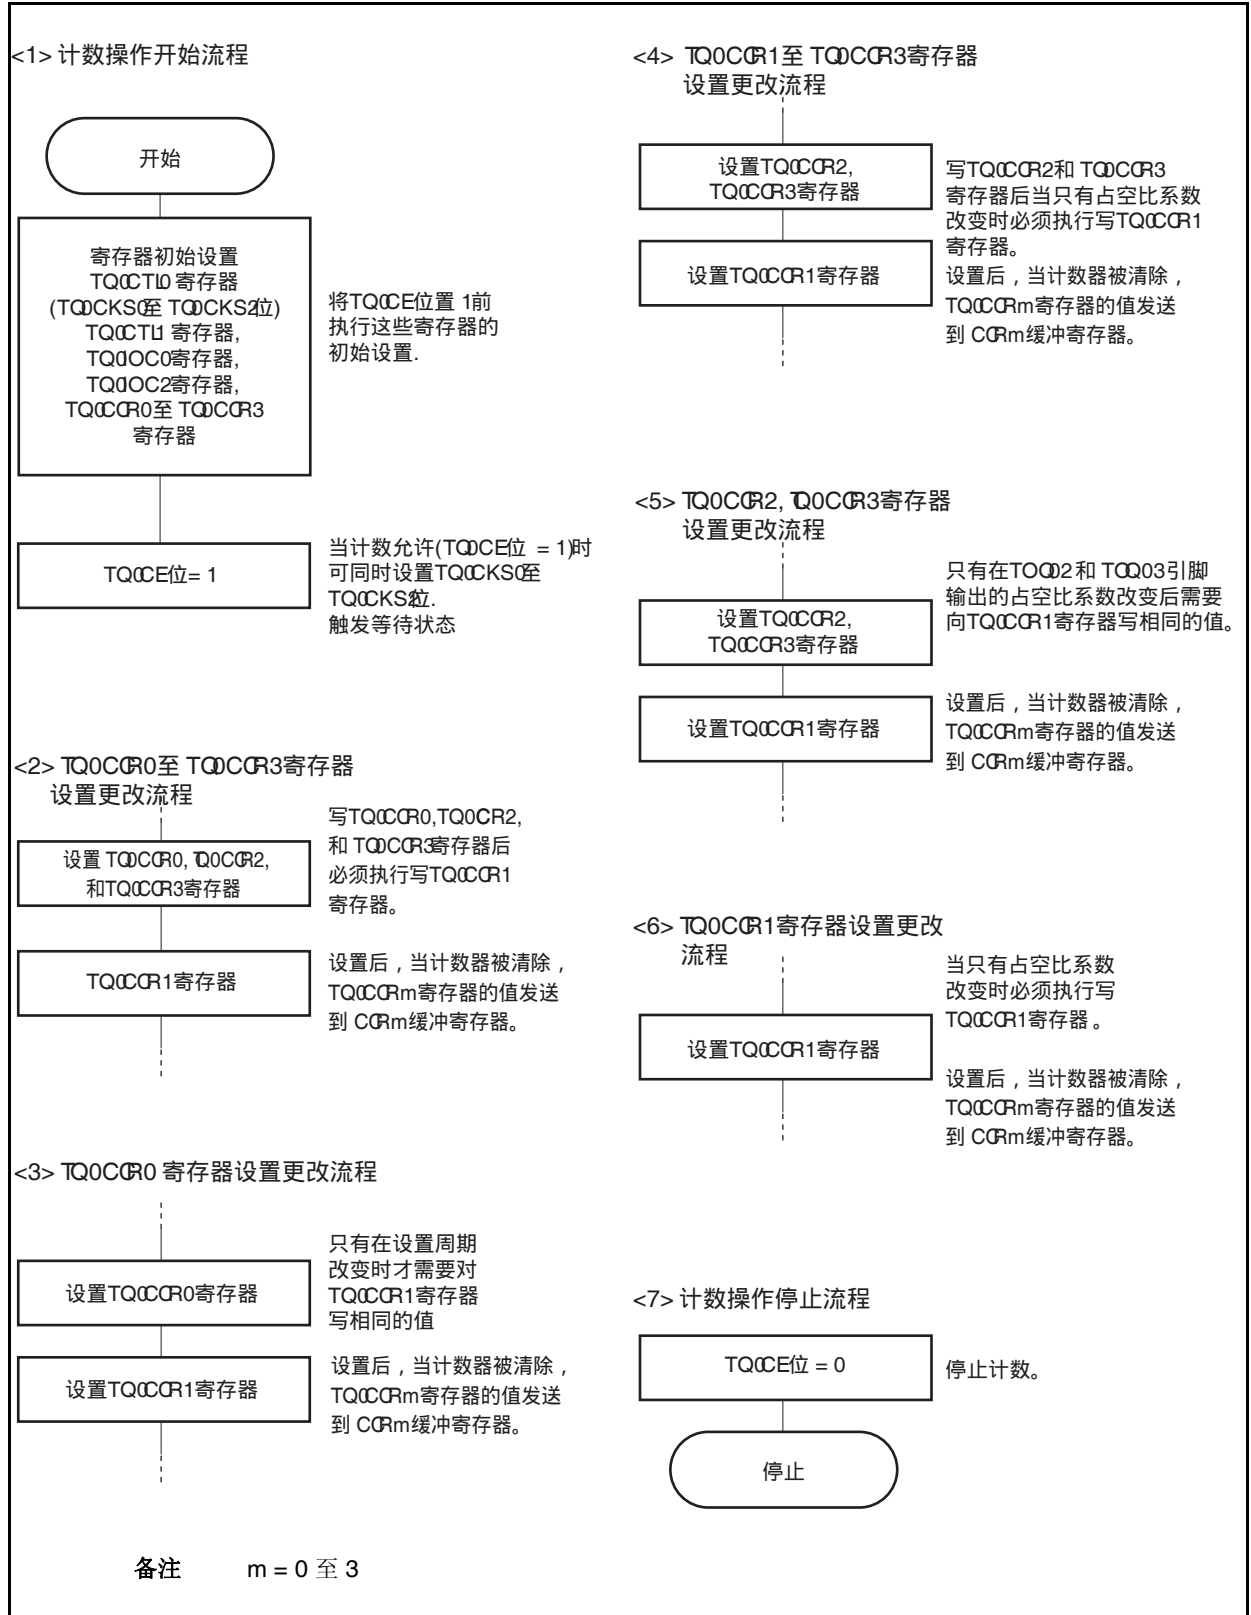 <1> 计数操作开始流程
开始
寄存器初始设置
TQ0CTL0 寄存器
(TQ0CKS0至 TQ0CKS2位)
TQ0CTL1 寄存器,
TQ0IOC0寄存器,
TQ0IOC2寄存器,
TQ0CCR0至 TQ0CCR3
寄存器
将TQ0CE位置 1前
执行这些寄存器的
初始设置.
TQ0CE位= 1
当计数允许(TQ0CE位 = 1)时
可同时设置TQ0CKS0至
TQ0CKS2位.
触发等待状态
<2> TQ0CCR0至 TQ0CCR3寄存器
设置更改流程
设置 TQ0CCR0, TQ0CCR2,
和TQ0CCR3寄存器
写TQ0CCR0,TQ0CR2,
和 TQ0CCR3寄存器后
必须执行写TQ0CCR1
寄存器。
TQ0CCR1寄存器
设置后，当计数器被清除，
TQ0CCRm寄存器的值发送
到 CCRm缓冲寄存器。
<3> TQ0CCR0 寄存器设置更改流程
设置TQ0CCR0寄存器
只有在设置周期
改变时才需要对
TQ0CCR1寄存器
写相同的值
设置TQ0CCR1寄存器
设置后，当计数器被清除，
TQ0CCRm寄存器的值发送
到 CCRm缓冲寄存器。
<4> TQ0CCR1至 TQ0CCR3寄存器
设置更改流程
设置TQ0CCR2,
TQ0CCR3寄存器
写TQ0CCR2和 TQ0CCR3
寄存器后当只有占空比系数
改变时必须执行写TQ0CCR1
寄存器。
设置TQ0CCR1寄存器
设置后，当计数器被清除，
TQ0CCRm寄存器的值发送
到 CCRm缓冲寄存器。
<5> TQ0CCR2, TQ0CCR3寄存器
设置更改流程
设置TQ0CCR2,
TQ0CCR3寄存器
只有在TOQ02和 TOQ03引脚
输出的占空比系数改变后需要
向TQ0CCR1寄存器写相同的值。
设置TQ0CCR1寄存器
设置后，当计数器被清除，
TQ0CCRm寄存器的值发送
到 CCRm缓冲寄存器。
<6> TQ0CCR1寄存器设置更改
流程
设置TQ0CCR1寄存器
当只有占空比系数
改变时必须执行写
TQ0CCR1寄存器 。
设置后，当计数器被清除，
TQ0CCRm寄存器的值发送
到 CCRm缓冲寄存器。
<7> 计数操作停止流程
TQ0CE位 = 0
停止计数。
停止
备注 m = 0 至 3